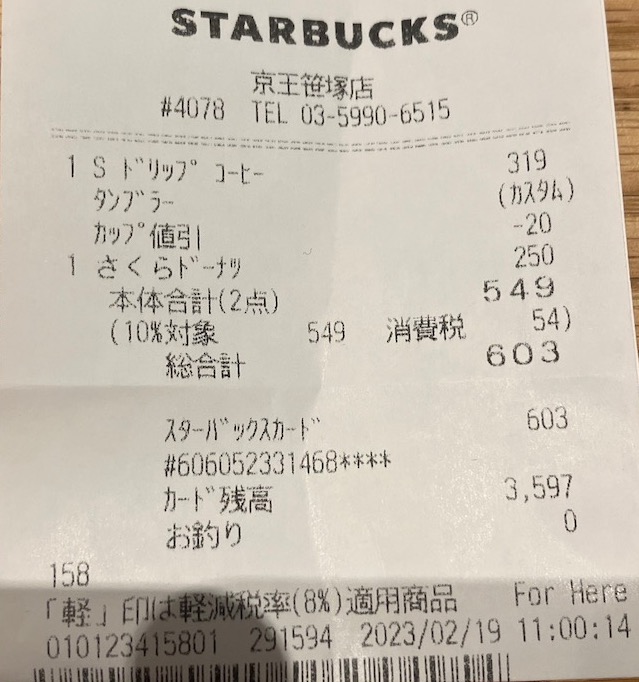 STARBUCKS®
京王笹塚店
#4078 TEL 03-5990-6515
1 S ﾄﾞﾘｯﾌﾟ ｺｰﾋｰ 319
ﾀﾝﾌﾞﾗｰ (ｶｽﾀﾑ)
ｶｯﾌﾟ値引 -20
1 さくらﾄﾞｰﾅﾂ 250
本体合計(2点) 549
(10%対象 549 消費税 54)
総合計 603
ｽﾀｰﾊﾞｯｸｽｶｰﾄﾞ 603
#606052331468****
ｶｰﾄﾞ残高 3,597
お釣り 0
158
「軽」印は軽減税率(8%)適用商品 For Here
010123415801 291594 2023/02/19 11:00:14